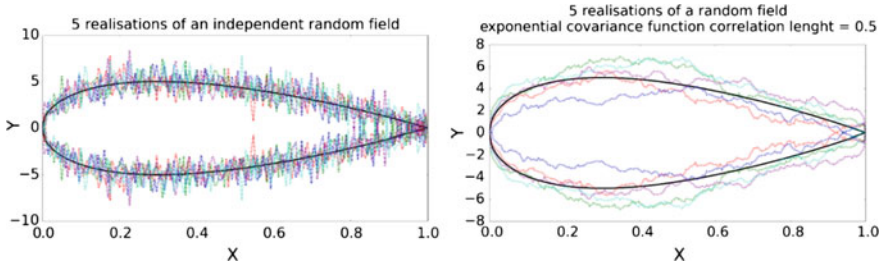 5 realisations of an independent random field
10
5
0
−5
−10
Y
0.0 0.2 0.4 0.6 0.8 1.0
X
5 realisations of a random field
exponential covariance function correlation lenght = 0.5
8
6
4
2
0
−2
−4
−6
−8
Y
0.0 0.2 0.4 0.6 0.8 1.0
X